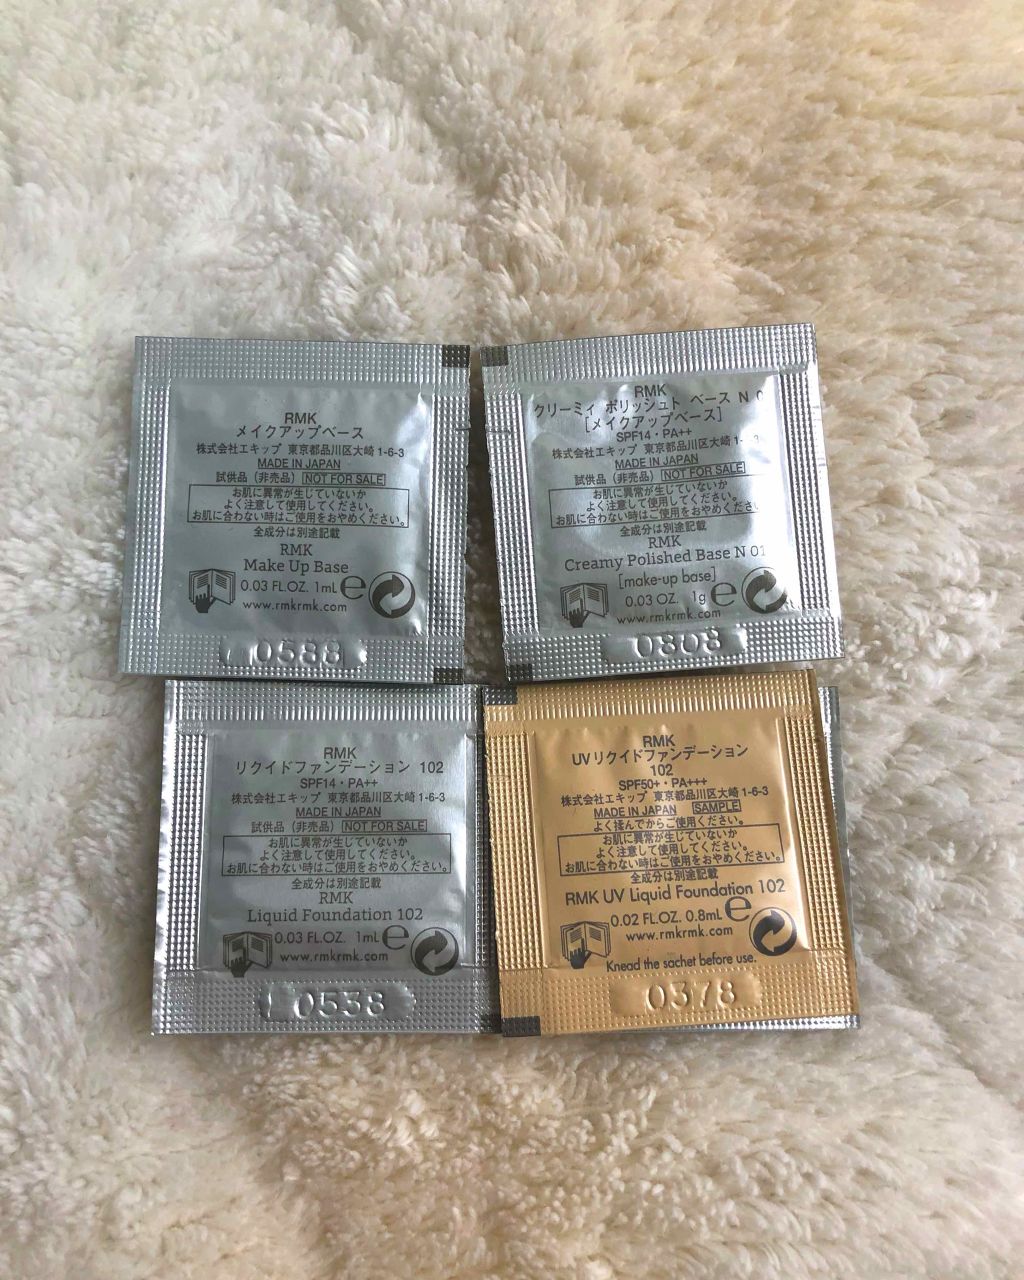 RMK
メイクアップベース
株式会社エキップ 東京都品川区大崎 1-6-3
MADE IN JAPAN
試供品 (非売品) NOT FOR SALE
お肌に異常が生じていないか
よく注意して使用してください。
お肌に合わない時はご使用をおやめください。
全成分は別途記載
RMK
Make Up Base
0.03 FL.OZ. 1mL e
www.rmkrmk.com
0588
RMK
クリーミィ ポリッシュト ベース N 0
[メイクアップベース]
SPF14・PA++
株式会社エキップ 東京都品川区大崎 1-6-3
MADE IN JAPAN
試供品 (非売品) NOT FOR SALE
お肌に異常が生じていないか
よく注意して使用してください。
お肌に合わない時はご使用をおやめくださ
全成分は別途記載
RMK
Creamy Polished Base N 01
[make-up base]
0.03 OZ. 1g e
www.rmkrmk.com
0808
RMK
リクイドファンデーション 102
SPF14・PA++
株式会社エキップ 東京都品川区大崎 1-6-3
MADE IN JAPAN
試供品 (非売品) NOT FOR SALE
お肌に異常が生じていないか
よく注意して使用してください。
お肌に合わない時はご使用をおやめください。
全成分は別途記載
RMK
Liquid Foundation 102
0.03 FL.OZ. 1mL e
www.rmkrmk.com
0538
RMK
UVリクイドファンデーション
102
SPF50+・PA+++
株式会社エキップ 東京都品川区大崎 1-6-3
MADE IN JAPAN SAMPLE
よく揉んでからご使用ください。
お肌に異常が生じていないか
よく注意して使用してください。
お肌に合わない時はご使用をおやめください。
全成分は別途記載
RMK UV Liquid Foundation 102
0.02 FL.OZ. 0.8mL e
www.rmkrmk.com
Knead the sachet before use.
0378